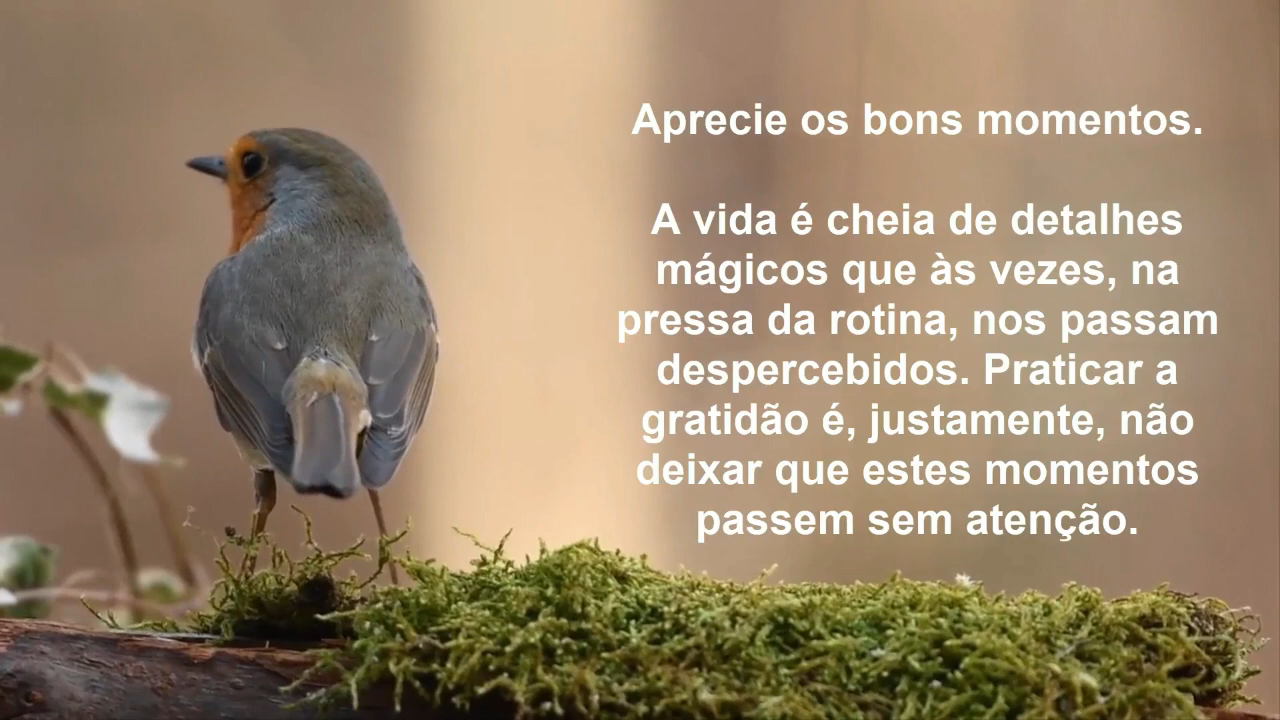 Aprecie os bons momentos.
A vida é cheia de detalhes
mágicos que às vezes, na
pressa da rotina, nos passam
despercebidos. Praticar a
gratidão é, justamente, não
deixar que estes momentos
passem sem atenção.